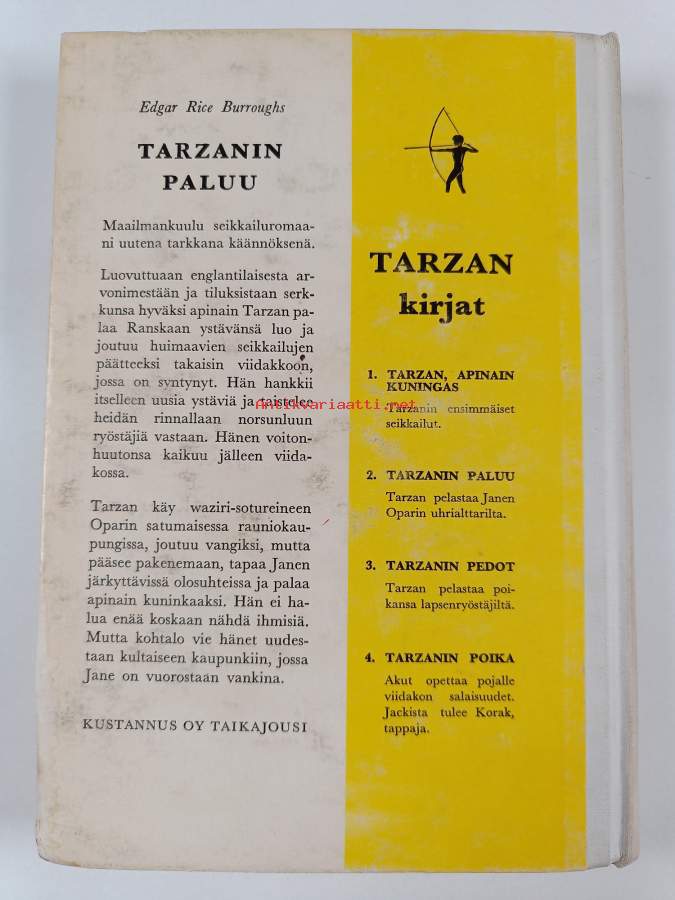 Edgar Rice Burroughs
TARZANIN
PALUU
Maailmankuulu seikkailuromaa-
ni uutena tarkkana käännöksenä.
Luovuttuaan englantilaisesta ar-
vonimestään ja tiluksistaan serk-
kunsa hyväksi apinain Tarzan pa-
laa Ranskaan ystävänsä luo ja
joutuu huimaavien seikkailujen
päätteeksi takaisin viidakkoon,
jossa on syntynyt. Hän hankkii
itselleen uusia ystäviä ja taistelee
heidän rinnallaan norsunluun
ryöstäjiä vastaan. Hänen voiton-
huutonsa kaikuu jälleen viida-
kossa.
Tarzan käy waziri-sotureineen
Oparin satumaisessa rauniokau-
pungissa, joutuu vangiksi, mutta
pääsee pakenemaan, tapaa Janen
järkyttävissä olosuhteissa ja palaa
apinain kuninkaaksi. Hän ei ha-
lua enää koskaan nähdä ihmisiä.
Mutta kohtalo vie hänet uudes-
taan kultaiseen kaupunkiin, jossa
Jane on vuorostaan vankina.
KUSTANNUS OY TAIKAJOUSI
TARZAN
kirjat
1. TARZAN, APINAIN
KUNINGAS
Tarzanin ensimmäiset
seikkailut.
2. TARZANIN PALUU
Tarzan pelastaa Janen
Oparin uhrialttarilta.
3. TARZANIN PEDOT
Tarzan pelastaa poi-
kansa lapsenryöstäjiltä.
4. TARZANIN POIKA
Akut opettaa pojalle
viidakon salaisuudet.
Jackista tulee Korak,
tappaja.
Antikvariaatti.net